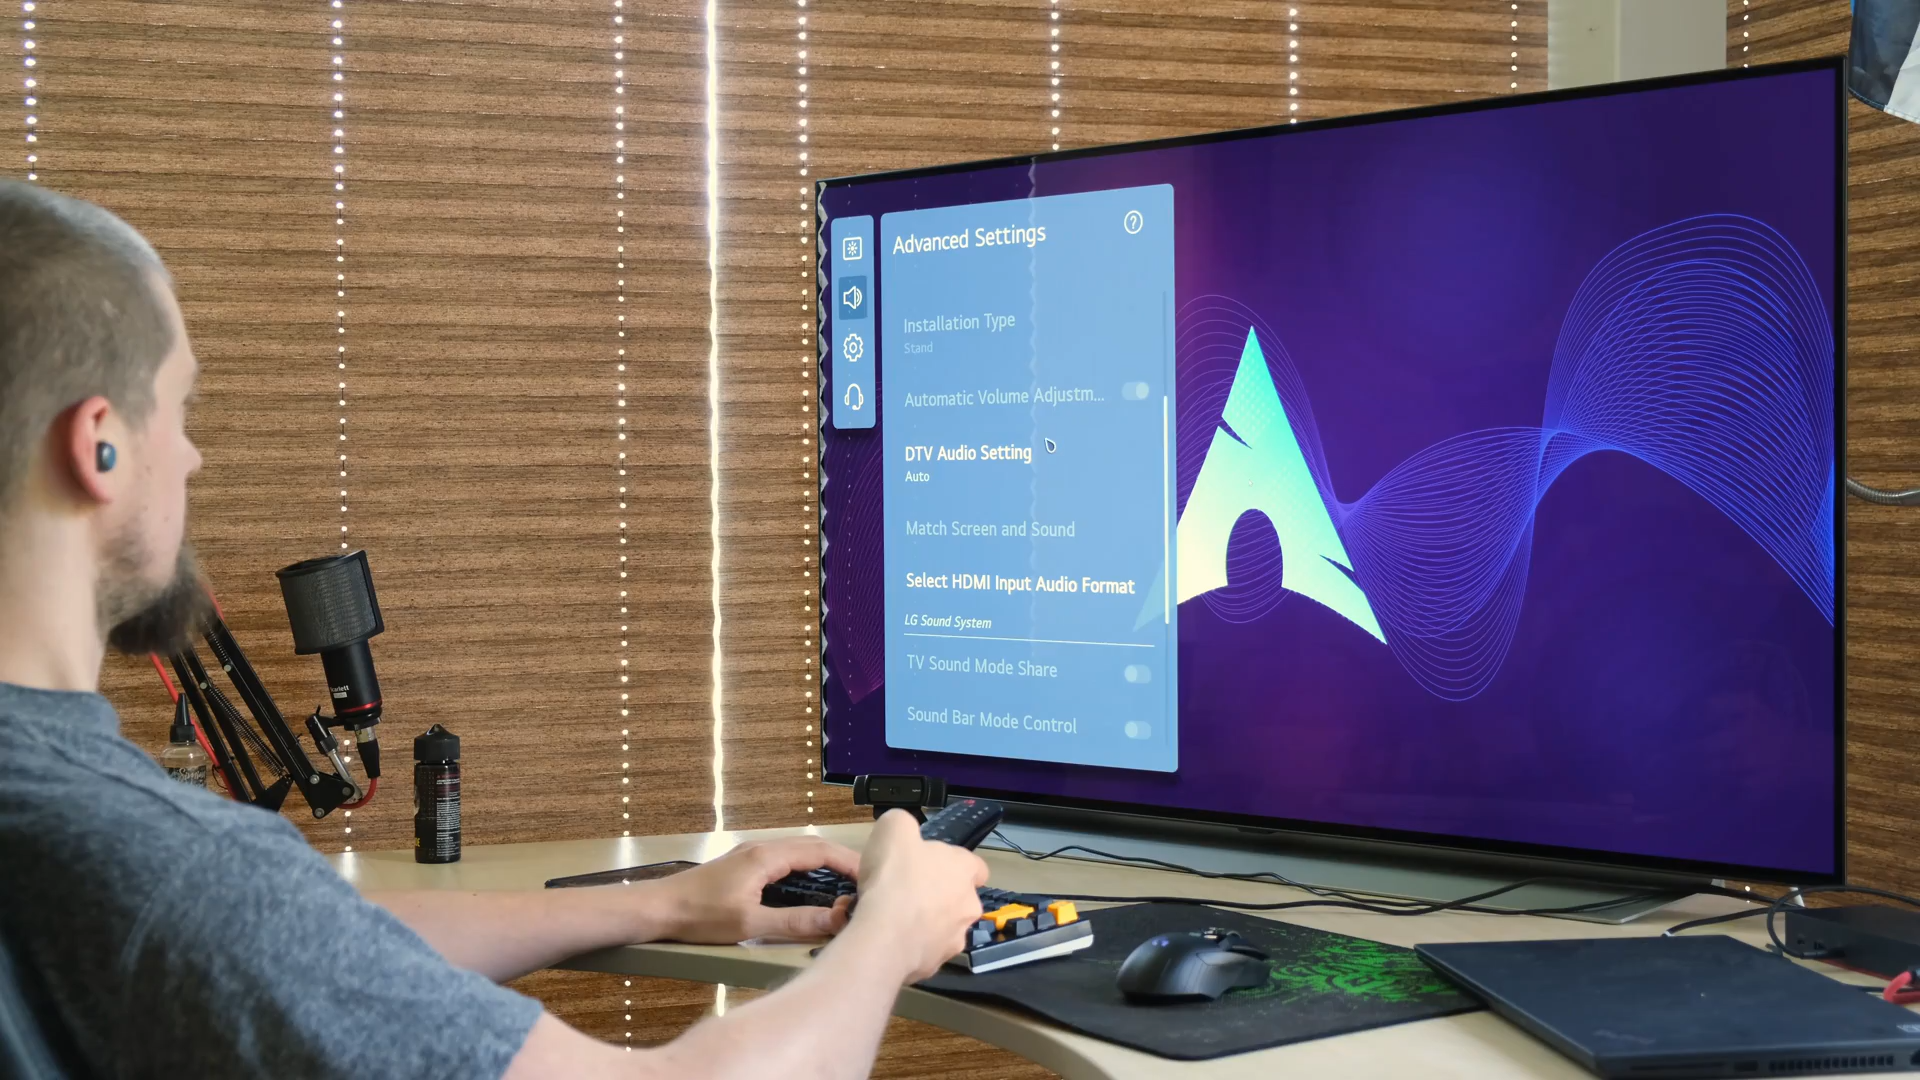 Advanced Settings
?
Installation Type
Stand
Automatic Volume Adjustm...
DTV Audio Setting
Auto
Match Screen and Sound
Select HDMI Input Audio Format
LG Sound System
TV Sound Mode Share
Sound Bar Mode Control